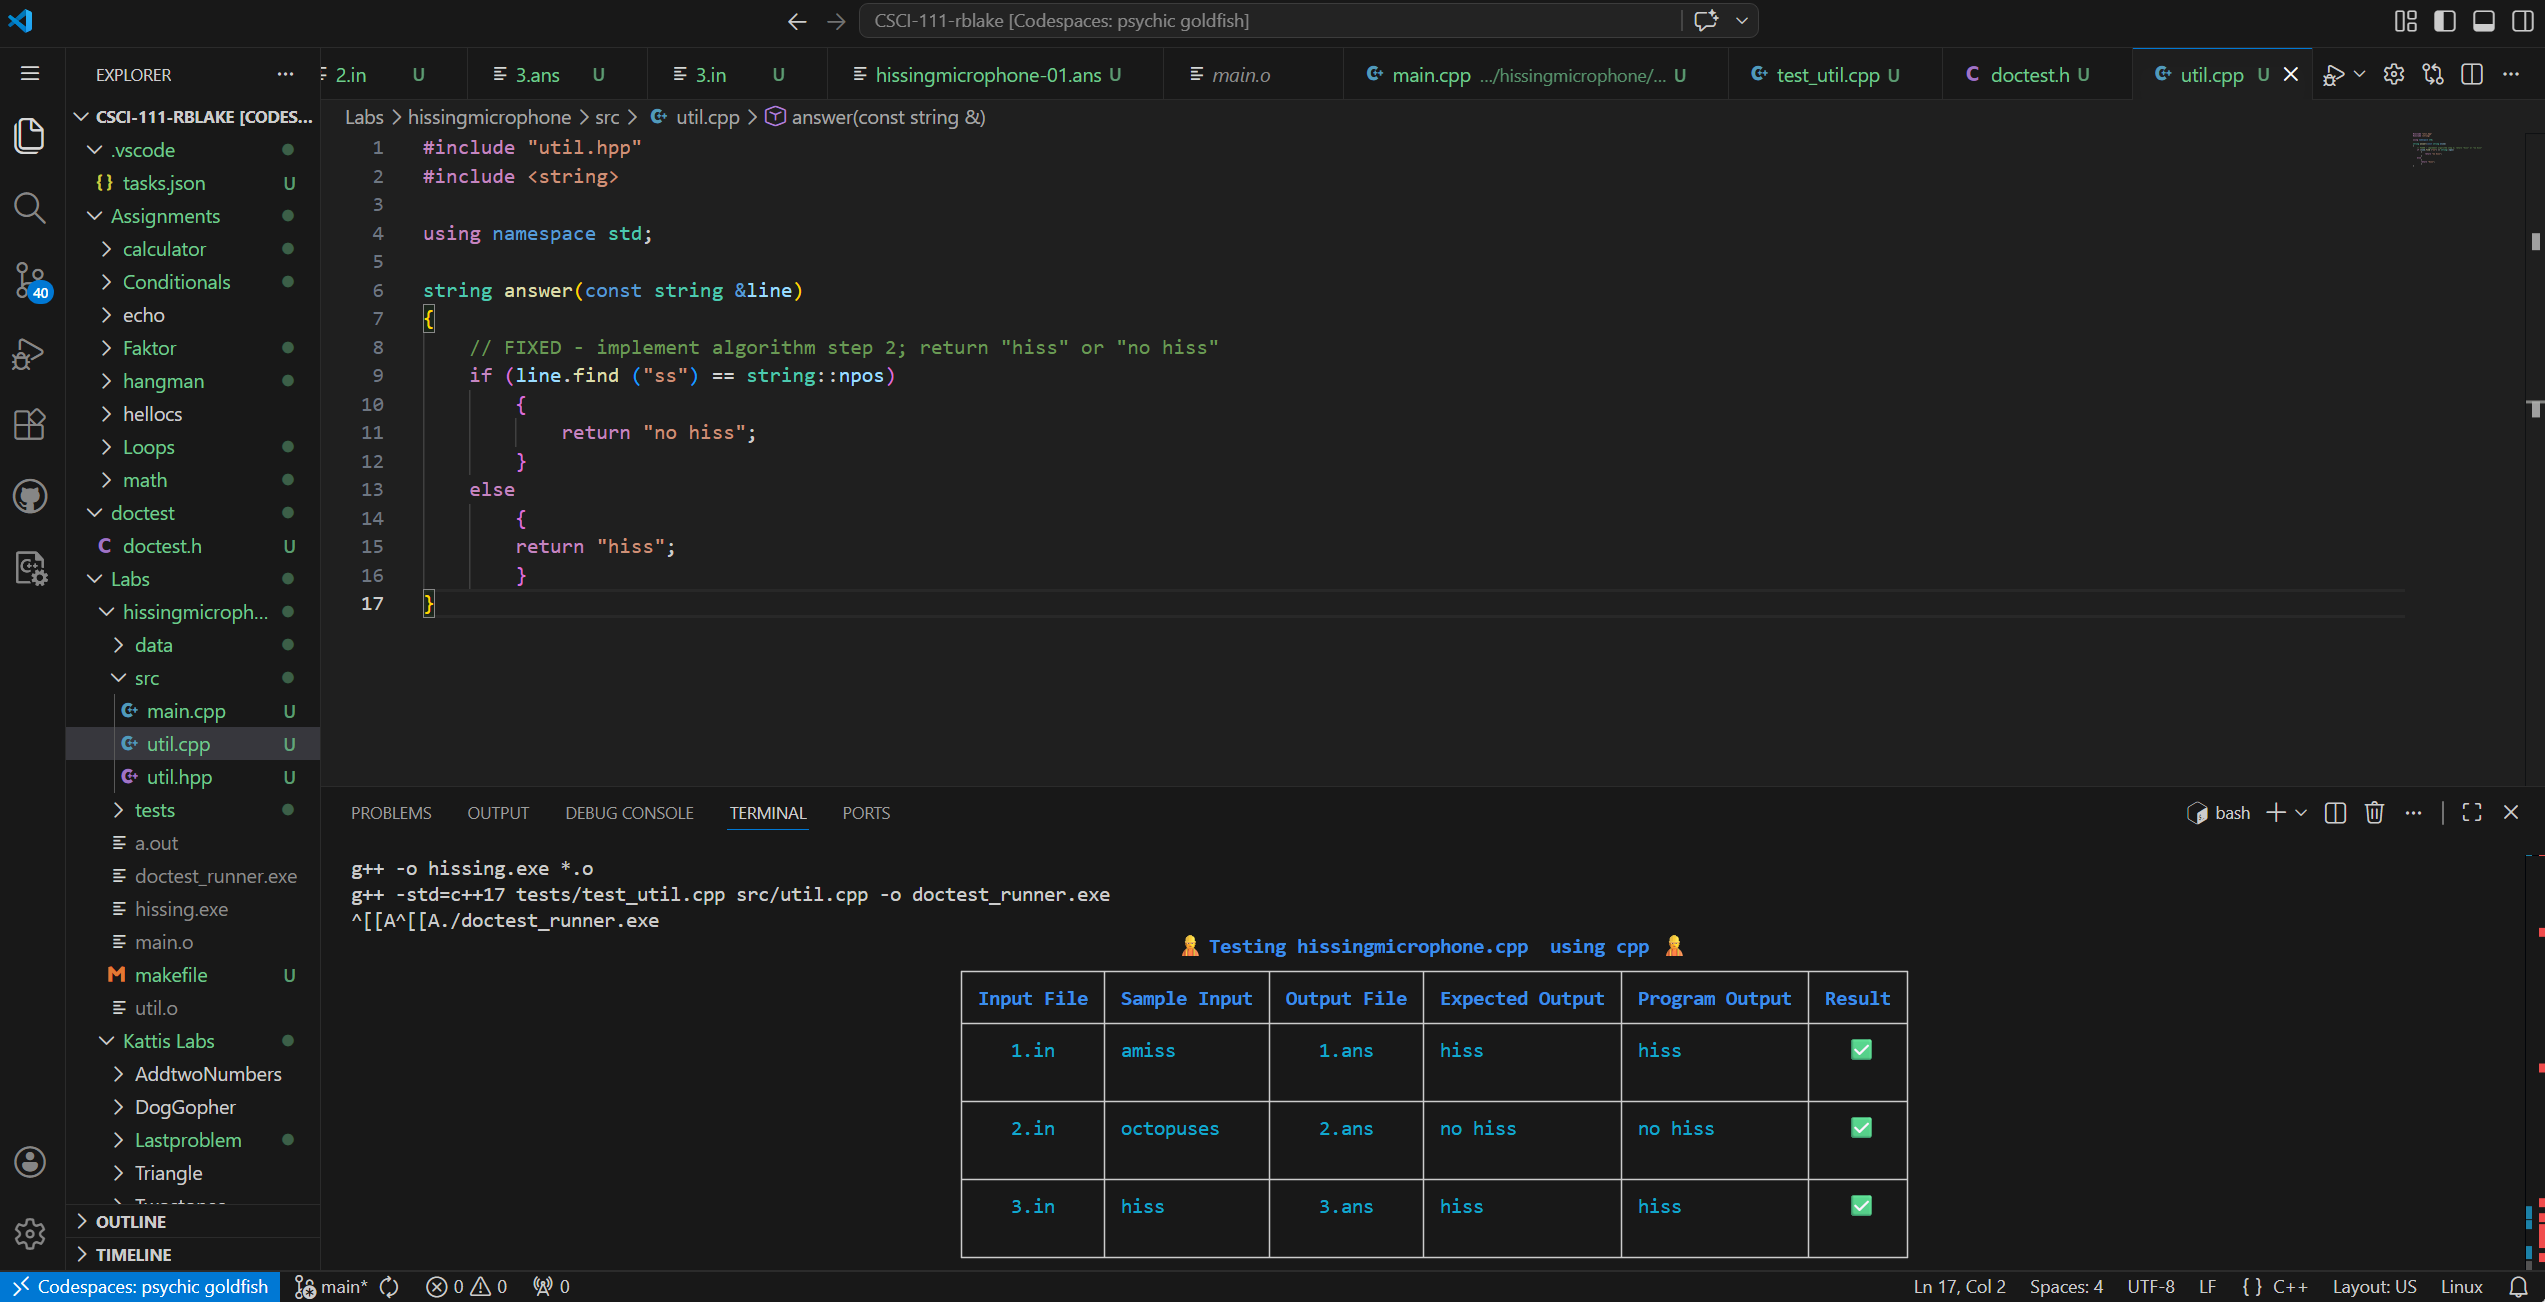 CSCI-111-rblake [Codespaces: psychic goldfish]
EXPLORER
2.in U
3.ans U
3.in U
hissingmicrophone-01.ans U
main.o
main.cpp .../hissingmicrophone/... U
test_util.cpp U
doctest.h U
util.cpp U
CSCI-111-RBLAKE [CODES...
.vscode
tasks.json U
Assignments
calculator
Conditionals
echo
Faktor
hangman
hellocs
Loops
math
doctest
doctest.h U
Labs
hissingmicroph...
data
src
main.cpp U
util.cpp U
util.hpp U
tests
a.out
doctest_runner.exe
hissing.exe
main.o
makefile U
util.o
Kattis Labs
AddtwoNumbers
DogGopher
Lastproblem
Triangle
OUTLINE
TIMELINE
40
Labs > hissingmicrophone > src > util.cpp > answer(const string &)
1 #include "util.hpp"
2 #include <string>
3
4 using namespace std;
5
6 string answer(const string &line)
7 {
8 // FIXED - implement algorithm step 2; return "hiss" or "no hiss"
9 if (line.find ("ss") == string::npos)
10 {
11 return "no hiss";
12 }
13 else
14 {
15 return "hiss";
16 }
17 }
PROBLEMS OUTPUT DEBUG CONSOLE TERMINAL PORTS
bash
g++ -o hissing.exe *.o
g++ -std=c++17 tests/test_util.cpp src/util.cpp -o doctest_runner.exe
^[[A^[[A./doctest_runner.exe
Testing hissingmicrophone.cpp using cpp
Input File Sample Input Output File Expected Output Program Output Result
1.in amiss 1.ans hiss hiss ✅
2.in octopuses 2.ans no hiss no hiss ✅
3.in hiss 3.ans hiss hiss ✅
Codespaces: psychic goldfish main* 0 0 0
Ln 17, Col 2 Spaces: 4 UTF-8 LF {} C++ Layout: US Linux